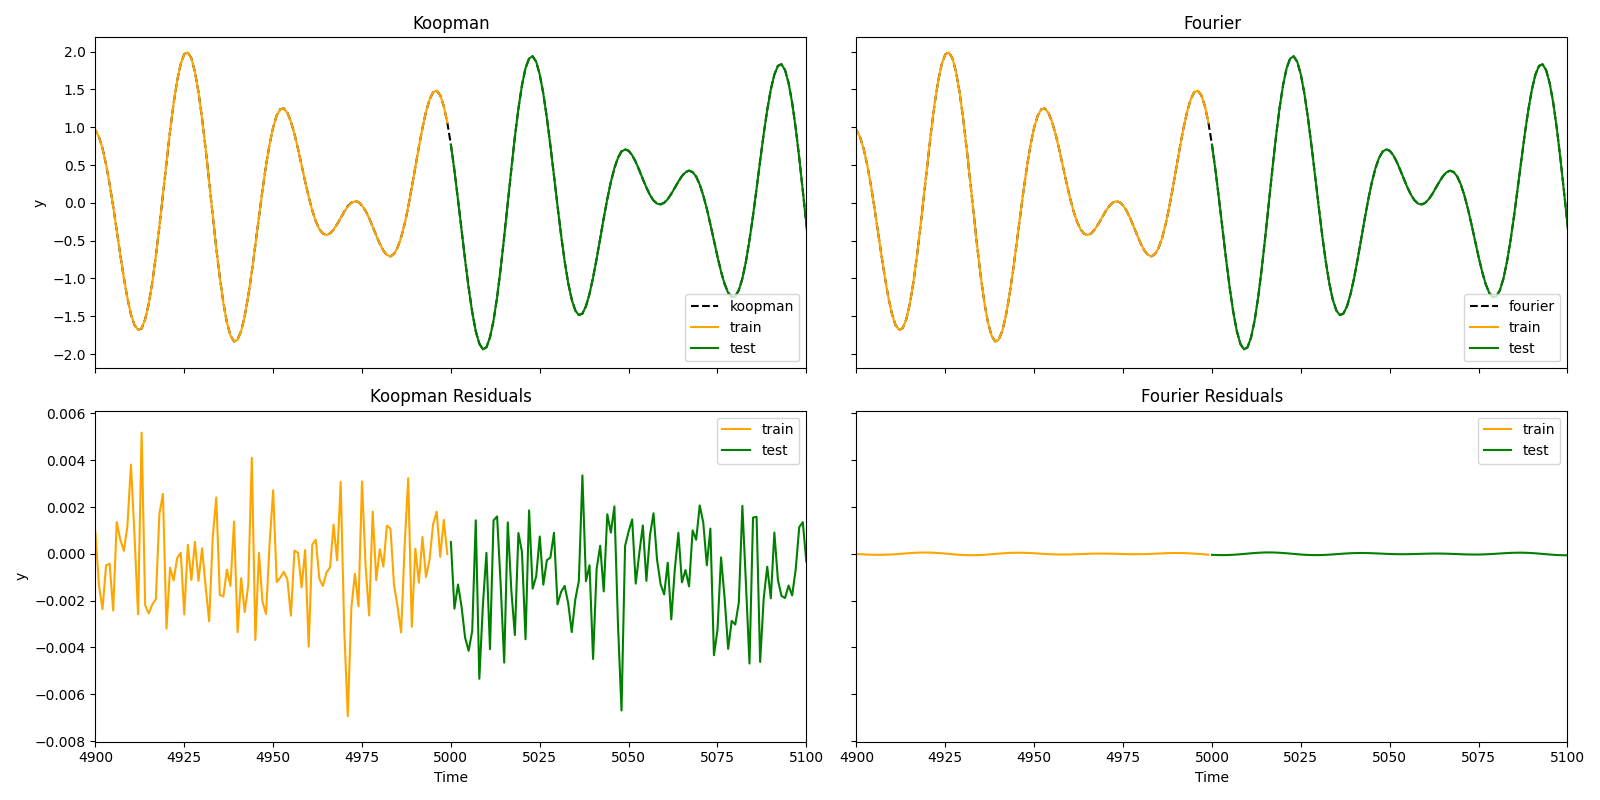 Koopman
2.0
1.5
1.0
0.5
0.0
−0.5
−1.0
−1.5
−2.0
y
koopman
train
test
Fourier
fourier
train
test
Koopman Residuals
0.006
0.004
0.002
0.000
−0.002
−0.004
−0.006
−0.008
y
train
test
4900 4925 4950 4975 5000 5025 5050 5075 5100
Time
Fourier Residuals
train
test
4900 4925 4950 4975 5000 5025 5050 5075 5100
Time